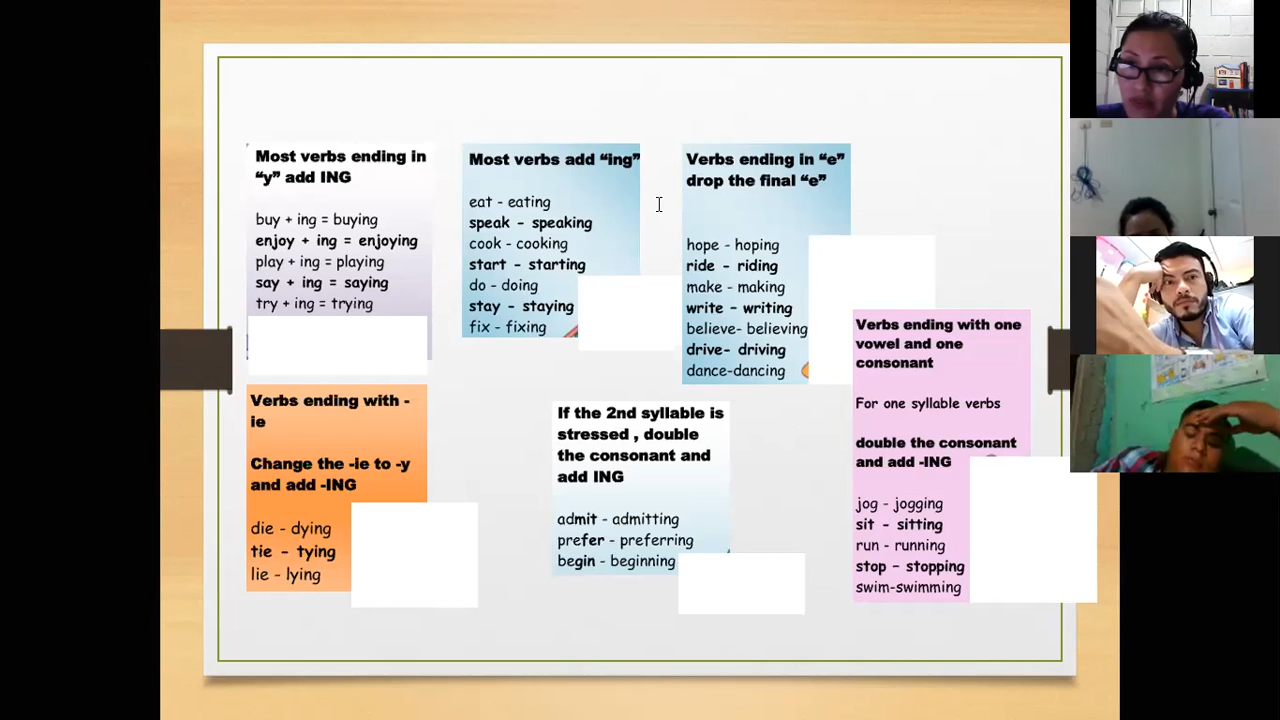 Most verbs ending in
“y” add ING
buy + ing = buying
enjoy + ing = enjoying
play + ing = playing
say + ing = saying
try + ing = trying
Most verbs add “ing”
eat - eating
speak - speaking
cook - cooking
start - starting
do - doing
stay - staying
fix - fixing
Verbs ending in “e”
drop the final “e”
hope - hoping
ride - riding
make - making
write - writing
believe- believing
drive- driving
dance-dancing
Verbs ending with -
ie
Change the -ie to -y
and add -ING
die - dying
tie - tying
lie - lying
If the 2nd syllable is
stressed , double
the consonant and
add ING
admit - admitting
prefer - preferring
begin - beginning
Verbs ending with one
vowel and one
consonant
For one syllable verbs
double the consonant
and add -ING
jog - jogging
sit - sitting
run - running
stop - stopping
swim-swimming